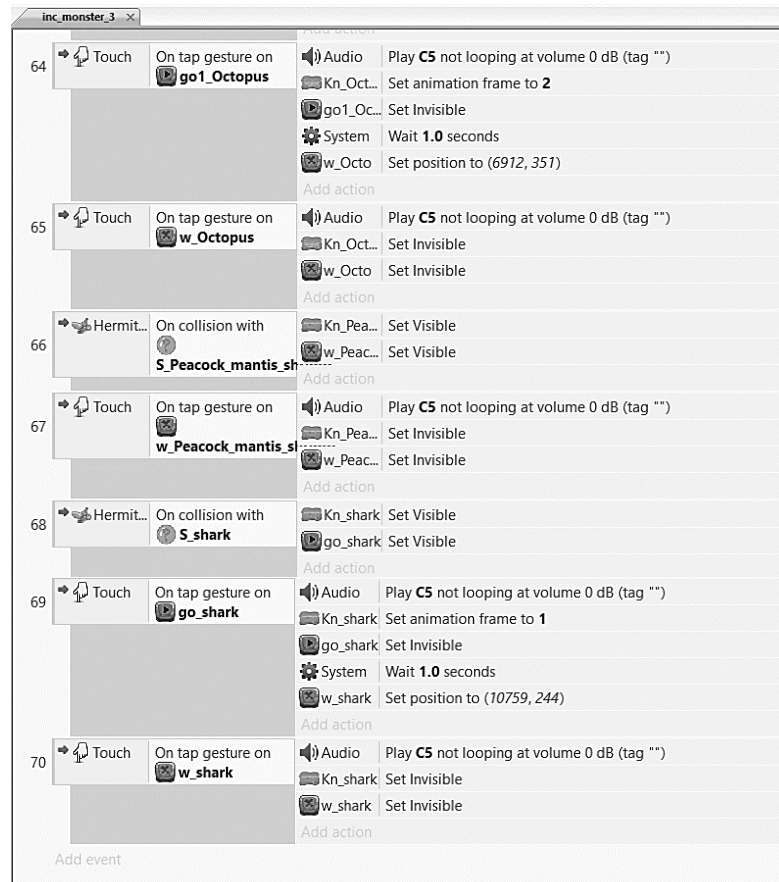 inc_monster_3 ×
Add action
64 Touch On tap gesture on go1_Octopus
Audio Play C5 not looping at volume 0 dB (tag "")
Kn_Oct... Set animation frame to 2
go1_Oc... Set Invisible
System Wait 1.0 seconds
w_Octo Set position to (6912, 351)
Add action
65 Touch On tap gesture on w_Octopus
Audio Play C5 not looping at volume 0 dB (tag "")
Kn_Oct... Set Invisible
w_Octo Set Invisible
Add action
66 Hermit... On collision with S_Peacock_mantis_sh
Kn_Pea... Set Visible
w_Peac... Set Visible
Add action
67 Touch On tap gesture on w_Peacock_mantis_sh
Audio Play C5 not looping at volume 0 dB (tag "")
Kn_Pea... Set Invisible
w_Peac... Set Invisible
Add action
68 Hermit... On collision with S_shark
Kn_shark Set Visible
go_shark Set Visible
Add action
69 Touch On tap gesture on go_shark
Audio Play C5 not looping at volume 0 dB (tag "")
Kn_shark Set animation frame to 1
go_shark Set Invisible
System Wait 1.0 seconds
w_shark Set position to (10759, 244)
Add action
70 Touch On tap gesture on w_shark
Audio Play C5 not looping at volume 0 dB (tag "")
Kn_shark Set Invisible
w_shark Set Invisible
Add action
Add event